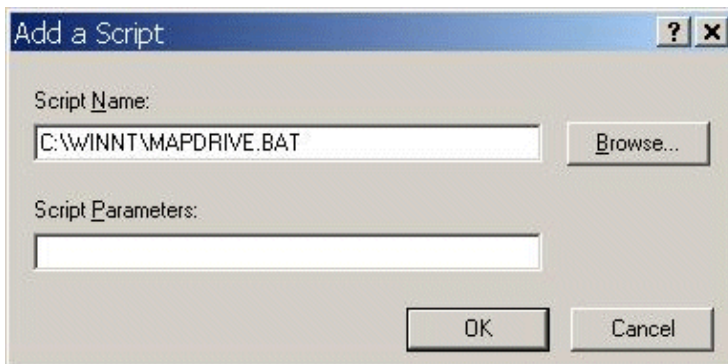 Add a Script
Script Name:
C:\WINNT\MAPDRIVE.BAT
Browse...
Script Parameters:
OK
Cancel